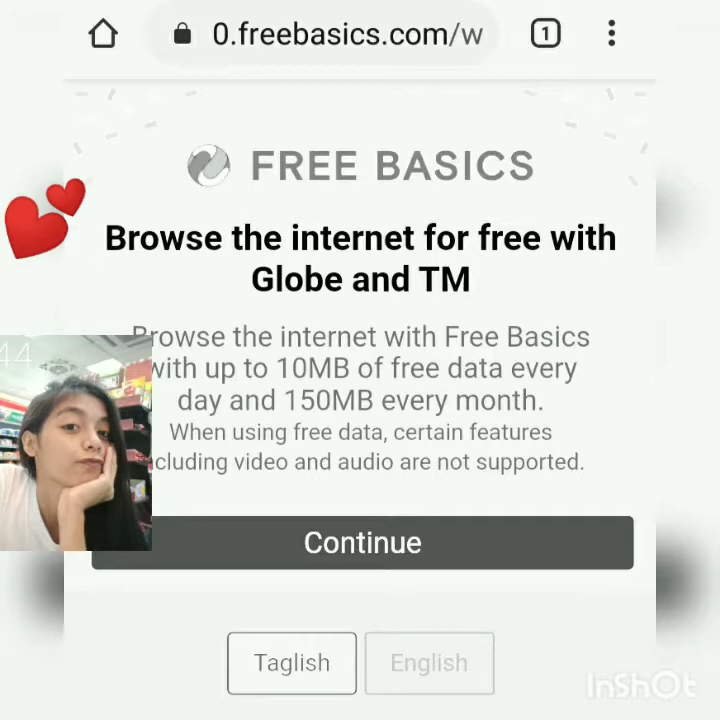 0.freebasics.com/w
1
FREE BASICS
Browse the internet for free with
Globe and TM
Browse the internet with Free Basics
with up to 10MB of free data every
day and 150MB every month.
When using free data, certain features
cluding video and audio are not supported.
44
Continue
Taglish
English
InShOt